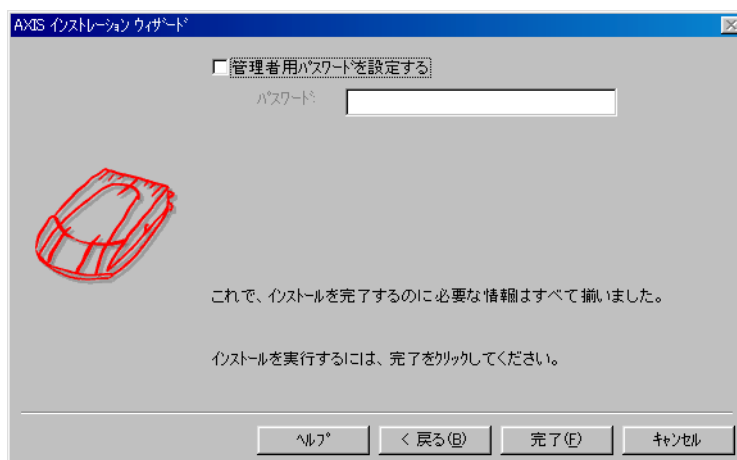 AXIS インストレーション ウィザード
管理者用パスワードを設定する
パスワード:
これで、インストールを完了するのに必要な情報はすべて揃いました。
インストールを実行するには、完了をクリックしてください。
ヘルプ
< 戻る(B)
完了(F)
キャンセル